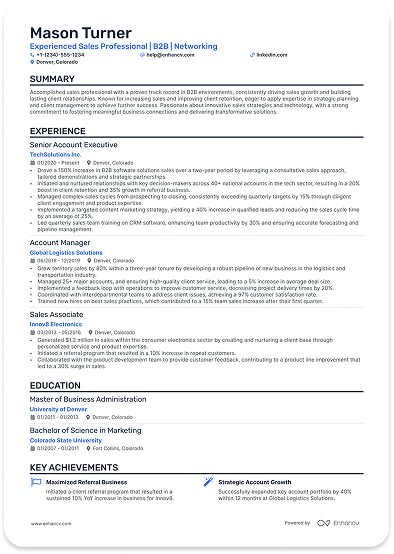 Mason Turner
Experienced Sales Professional | B2B | Networking
+1-(234)-555-1234 help@enhancv.com linkedin.com
Denver, Colorado
SUMMARY
Accomplished sales professional with a proven track record in B2B environments, consistently driving sales growth and building
lasting client relationships. Known for increasing sales and improving client retention, eager to apply expertise in strategic planning
and client management to achieve further success. Passionate about innovative sales strategies and technology, with a strong
commitment to fostering meaningful business connections and delivering transformative solutions.
EXPERIENCE
Senior Account Executive
TechSolutions Inc.
01/2020 - Present Denver, Colorado
• Drove a 150% increase in B2B software solutions sales over a two-year period by leveraging a consultative sales approach,
tailored demonstrations and strategic partnerships.
• Initiated and nurtured relationships with key decision-makers across 40+ national accounts in the tech sector, resulting in a 20%
boost in client retention and 35% growth in referral business.
• Managed complex sales cycles from prospecting to closing, consistently exceeding quarterly targets by 15% through diligent
client engagement and product expertise.
• Implemented a targeted content marketing strategy, yielding a 40% increase in qualified leads and reducing the sales cycle time
by an average of 25%.
• Led quarterly sales team training on CRM software, enhancing team productivity by 30% and ensuring accurate forecasting and
pipeline management.
Account Manager
Global Logistics Solutions
06/2016 - 12/2019 Denver, Colorado
• Grew territory sales by 80% within a three-year tenure by developing a robust pipeline of new business in the logistics and
transportation industry.
• Managed 25+ major accounts, and ensuring high-quality client service, leading to a 5% increase in average deal size.
• Implemented a feedback loop with operations to improve customer service, decreasing project delivery times by 20%.
• Coordinated with interdepartmental teams to address client issues, achieving a 97% customer satisfaction rate.
• Trained new hires on best sales practices, which contributed to a 15% team sales increase after their first quarter.
Sales Associate
Innov8 Electronics
03/2013 - 05/2016 Denver, Colorado
• Generated $1.2 million in sales within the consumer electronics sector by creating and nurturing a client base through
personalized service and product expertise.
• Initiated a referral program that resulted in a 10% increase in repeat customers.
• Collaborated with the product development team to provide customer feedback, contributing to a product line improvement that
led to a 30% surge in sales.
EDUCATION
Master of Business Administration
University of Denver
01/2011 - 01/2013 Denver, Colorado
Bachelor of Science in Marketing
Colorado State University
01/2007 - 01/2011 Fort Collins, Colorado
KEY ACHIEVEMENTS
Maximized Referral Business
Initiated a client referral program that resulted in a
sustained 10% YoY increase in business for Innov8.
Strategic Account Growth
Successfully expanded key account portfolio by 40%
within 12 months at Global Logistics Solutions.
www.enhancv.com Powered by Enhancv